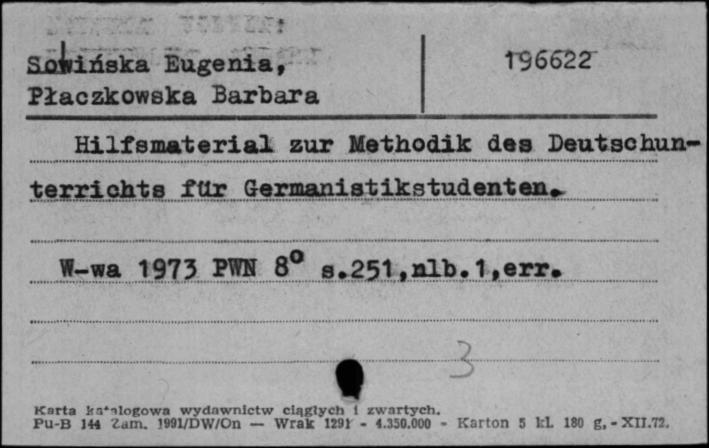 Sowińska Eugenia, 196622
Płaczkowska Barbara
Hilfsmaterial zur Methodik des Deutschun-
terrichts für Germanistikstudenten.
W-wa 1973 PWN 8° s.251,nlb.1,err.
3
Karta katalogowa wydawnictw ciągłych i zwartych.
Pu-B 144 Zam. 1991/DW/On — Wrak 1291 - 4.350.000 - Karton 5 kl. 180 g. - XII.72.